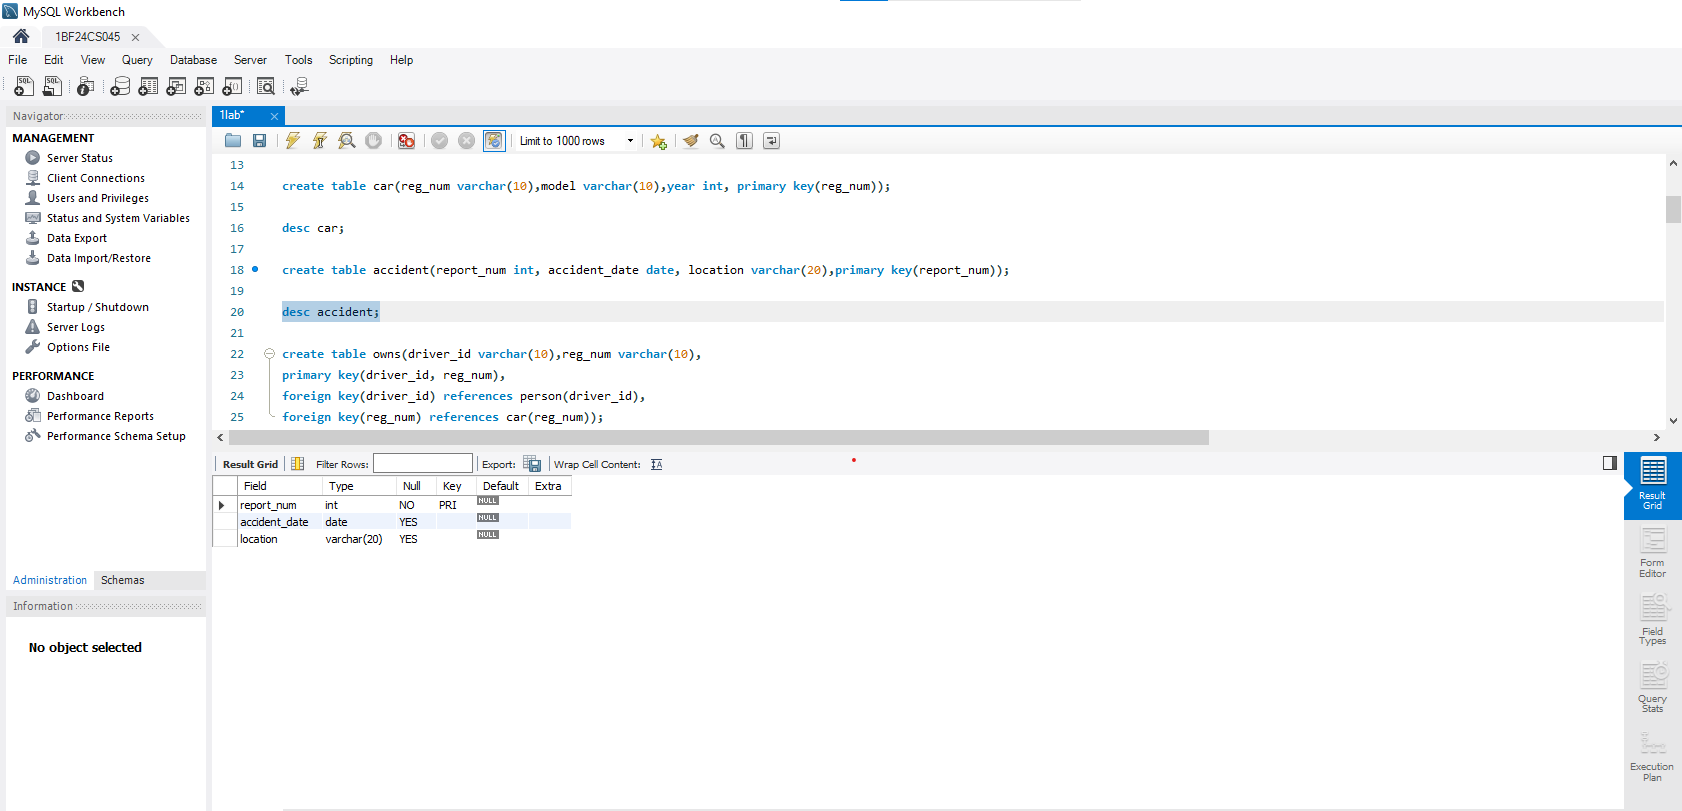 MySQL Workbench
1BF24CS045
File Edit View Query Database Server Tools Scripting Help
Navigator
MANAGEMENT
Server Status
Client Connections
Users and Privileges
Status and System Variables
Data Export
Data Import/Restore
INSTANCE
Startup / Shutdown
Server Logs
Options File
PERFORMANCE
Dashboard
Performance Reports
Performance Schema Setup
Administration Schemas
Information
No object selected
1lab*
Limit to 1000 rows
13
14 create table car(reg_num varchar(10),model varchar(10),year int, primary key(reg_num));
15
16 desc car;
17
18 create table accident(report_num int, accident_date date, location varchar(20),primary key(report_num));
19
20 desc accident;
21
22 create table owns(driver_id varchar(10),reg_num varchar(10),
23 primary key(driver_id, reg_num),
24 foreign key(driver_id) references person(driver_id),
25 foreign key(reg_num) references car(reg_num));
Result Grid Filter Rows: Export: Wrap Cell Content:
Field Type Null Key Default Extra
report_num int NO PRI NULL
accident_date date YES NULL
location varchar(20) YES NULL
Result
Grid
Form
Editor
Field
Types
Query
Stats
Execution
Plan